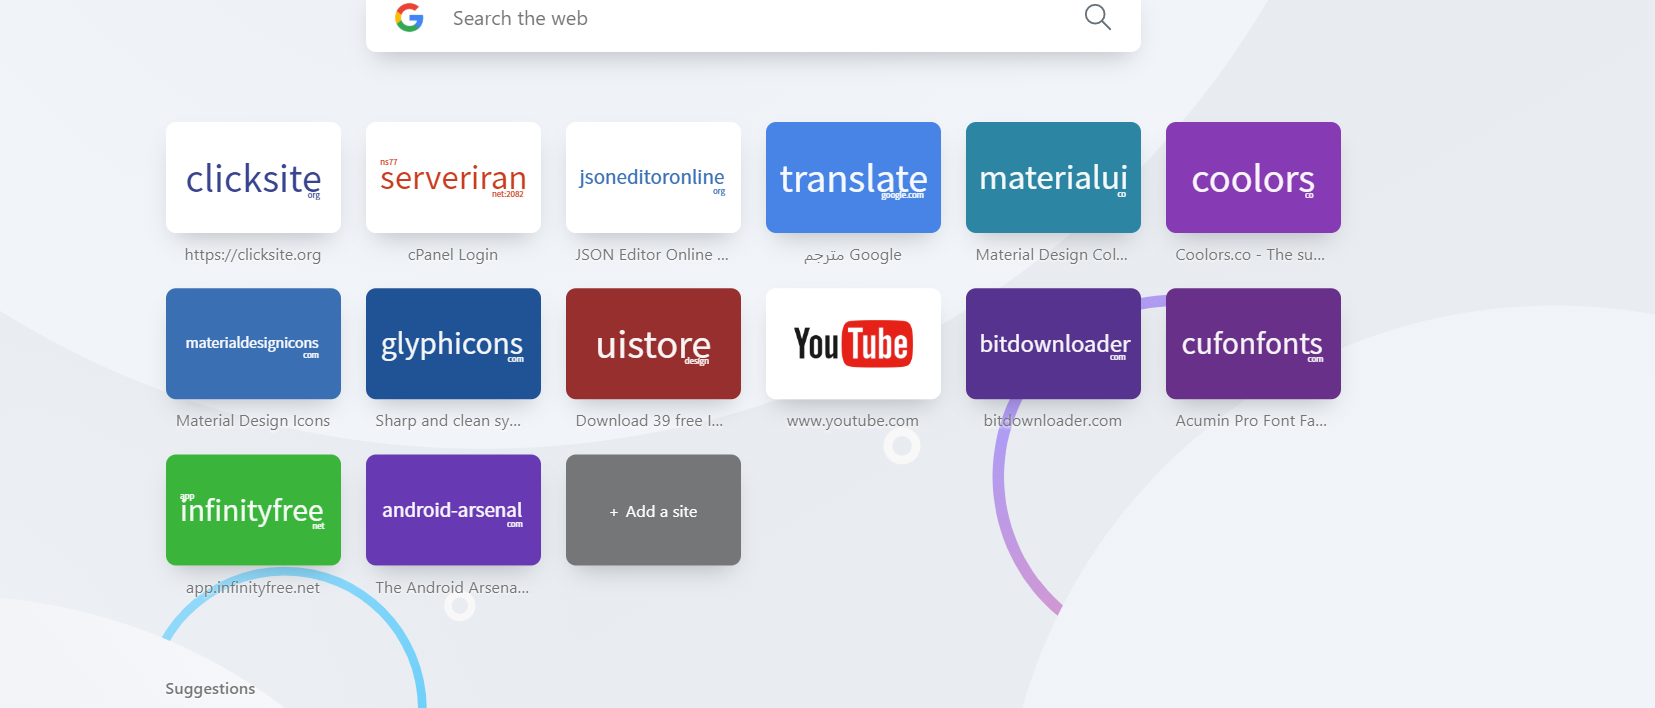 Search the web
clicksite
org
https://clicksite.org
ns77
serveriran
net:2082
cPanel Login
jsoneditoronline
org
JSON Editor Online ...
translate
google.com
مترجم Google
materialui
co
Material Design Col...
coolors
co
Coolors.co - The su...
materialdesignicons
com
Material Design Icons
glyphicons
com
Sharp and clean sy...
uistore
design
Download 39 free I...
You Tube
www.youtube.com
bitdownloader
com
bitdownloader.com
cufonfonts
com
Acumin Pro Font Fa...
app
infinityfree
net
app.infinityfree.net
android-arsenal
com
The Android Arsena...
+ Add a site
Suggestions